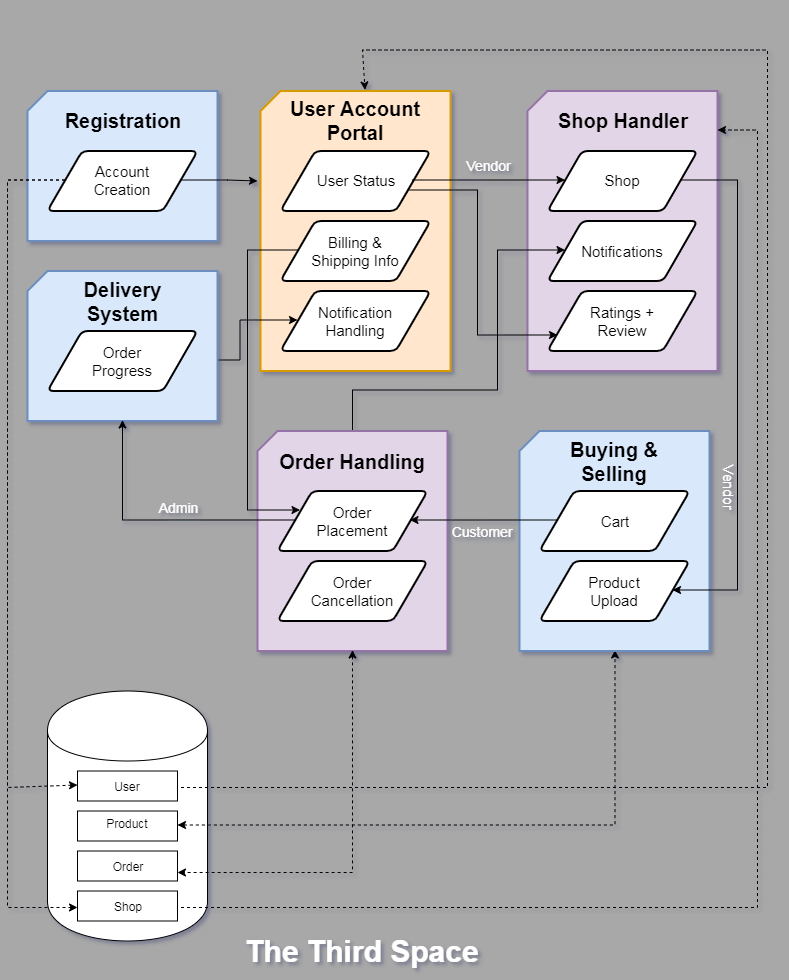 Registration
Account
Creation
User Account
Portal
User Status
Billing &
Shipping Info
Notification
Handling
Vendor
Shop Handler
Shop
Notifications
Ratings +
Review
Delivery
System
Order
Progress
Order Handling
Order
Placement
Order
Cancellation
Admin
Customer
Buying &
Selling
Cart
Product
Upload
Vendor
User
Product
Order
Shop
The Third Space